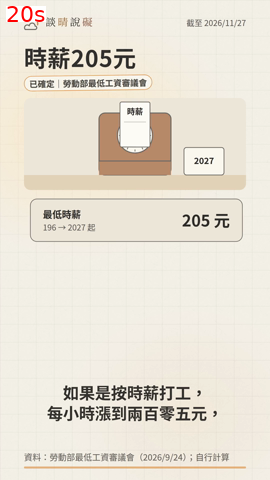 20s
談晴說礙
截至 2026/11/27
時薪205元
已確定｜勞動部最低工資審議會
時薪
2027
最低時薪
196 → 2027 起
205 元
如果是按時薪打工，
每小時漲到兩百零五元，
資料：勞動部最低工資審議會（2026/9/24）；自行計算